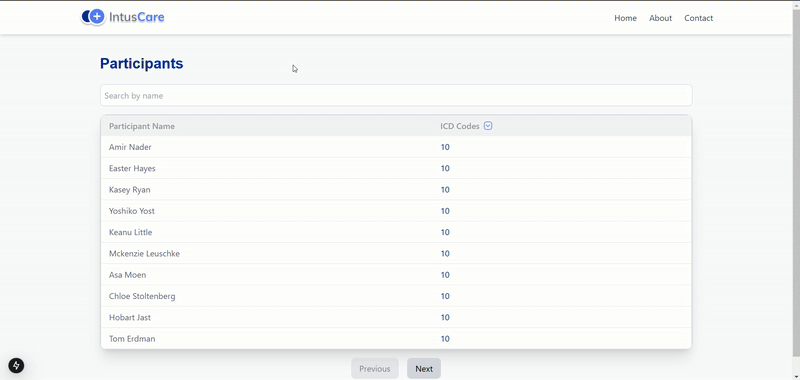 IntusCare
Home About Contact
Participants
Search by name
Participant Name ICD Codes
Amir Nader 10
Easter Hayes 10
Kasey Ryan 10
Yoshiko Yost 10
Keanu Little 10
Mckenzie Leuschke 10
Asa Moen 10
Chloe Stoltenberg 10
Hobart Jast 10
Tom Erdman 10
Previous Next